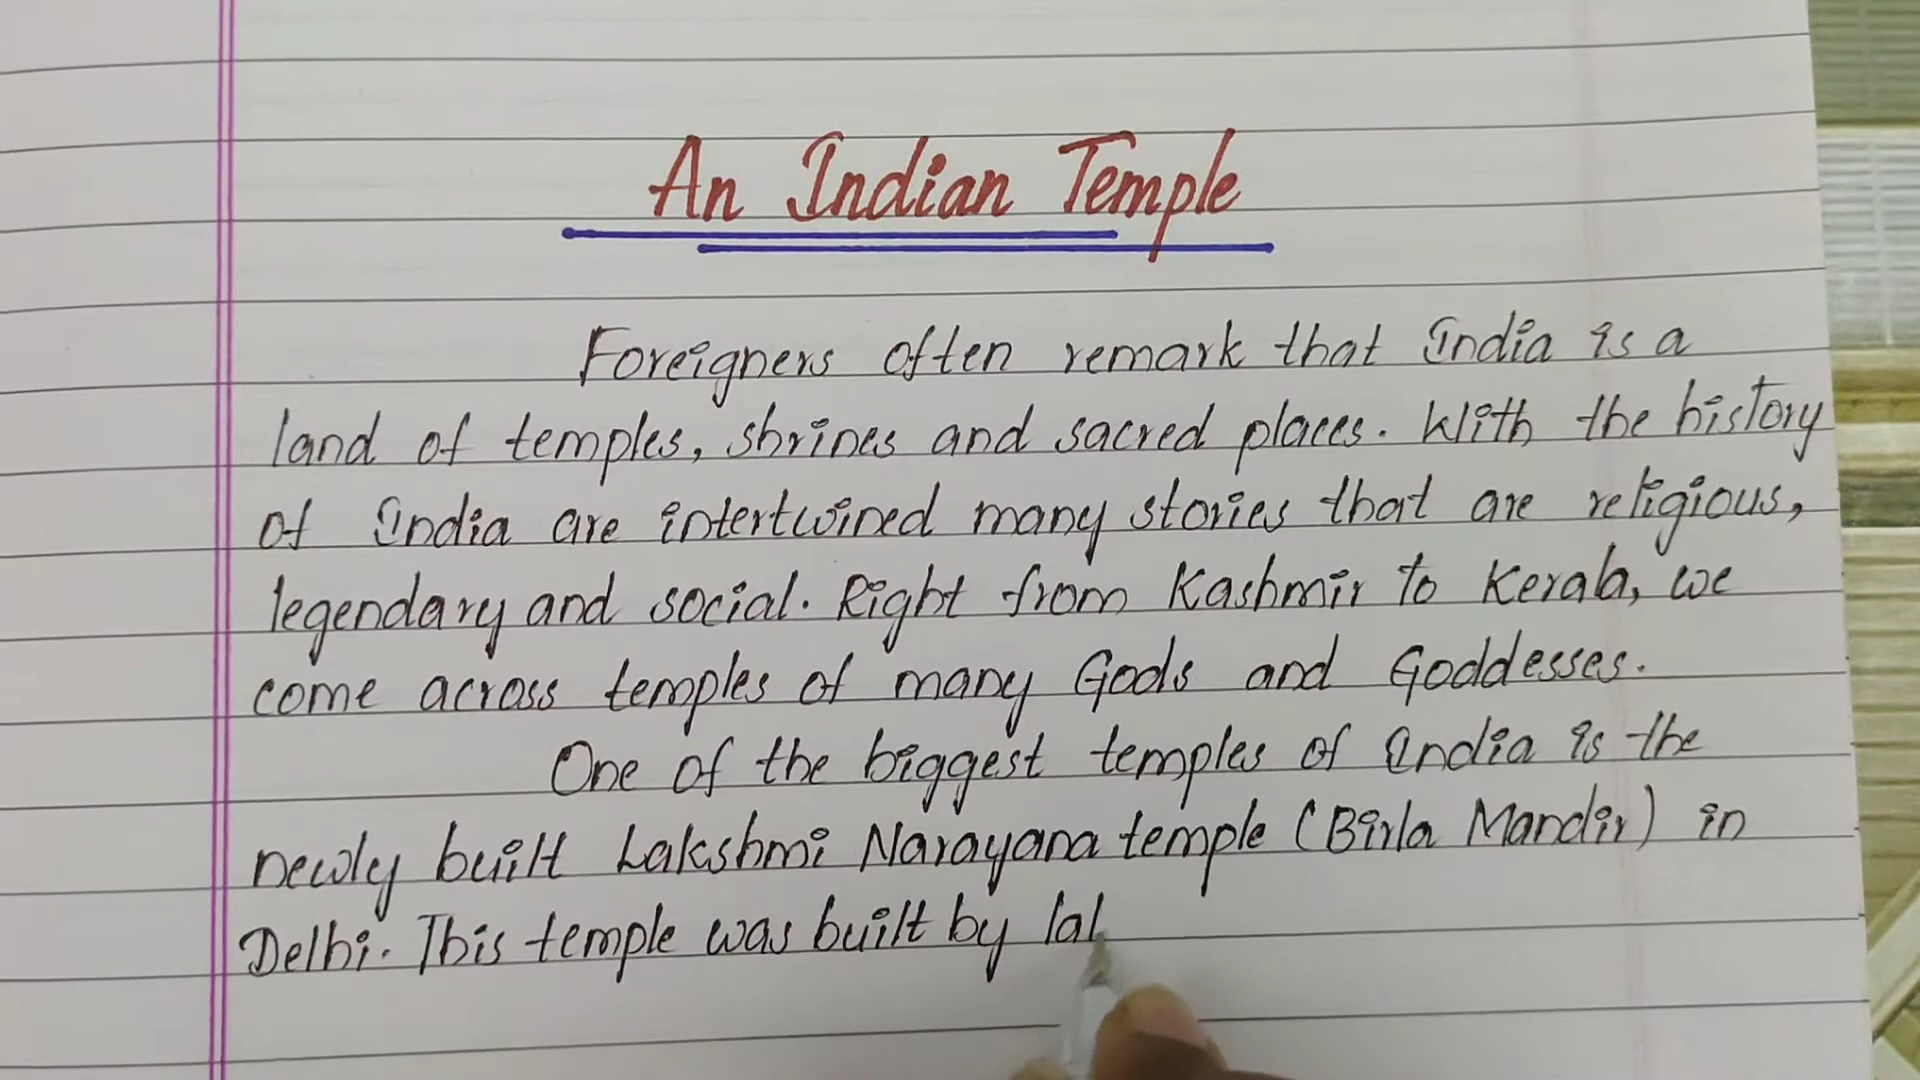 An Indian Temple
Foreigners often remark that India is a
land of temples, shrines and sacred places. With the history
of India are intertwined many stories that are religious,
legendary and social. Right from Kashmir to Kerala, we
come across temples of many Gods and Goddesses.
One of the biggest temples of India is the
newly built Lakshmi Narayana temple (Birla Mandir) in
Delhi. This temple was built by lal